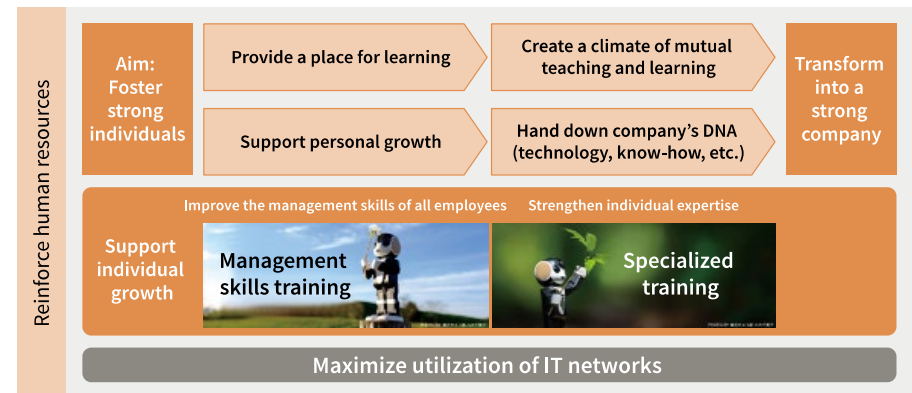 Reinforce human resources
Aim:
Foster
strong
individuals
Provide a place for learning
Create a climate of mutual
teaching and learning
Support personal growth
Hand down company's DNA
(technology, know-how, etc.)
Transform
into a
strong
company
Support
individual
growth
Improve the management skills of all employees
Strengthen individual expertise
Management
skills training
Specialized
training
Maximize utilization of IT networks